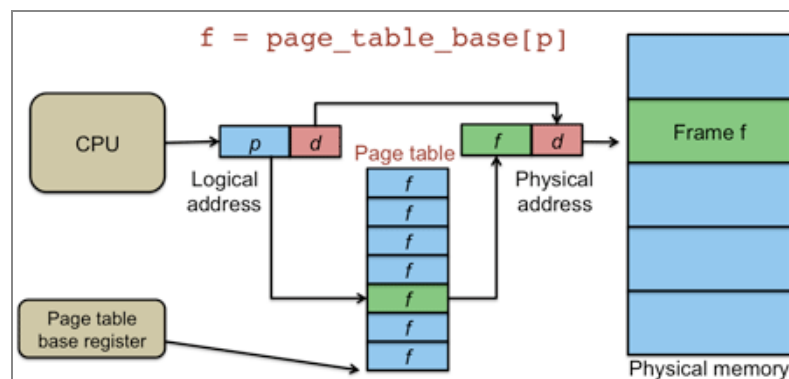 f = page_table_base[p]
CPU
p
d
f
d
Frame f
Logical
address
Page table
Physical
address
f
f
f
f
f
f
f
Page table
base register
Physical memory